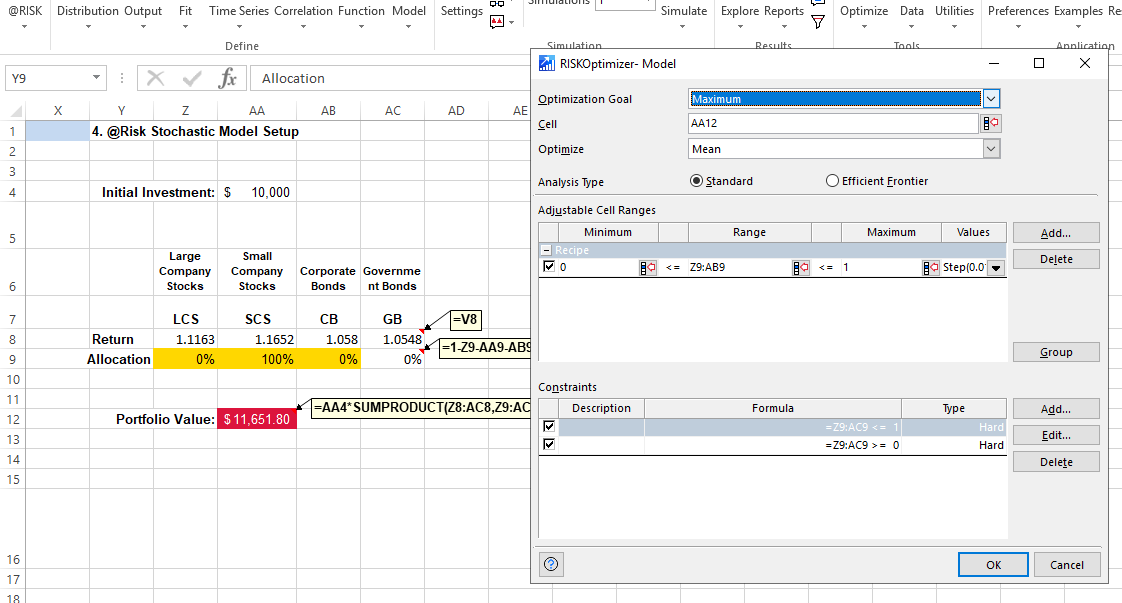 @RISK Distribution Output Fit Time Series Correlation Function Model Settings Simulations 1 Simulate Explore Reports Optimize Data Utilities Preferences Examples Re
Define Simulation Results Tools Application
Y9 fx Allocation
X Y Z AA AB AC AD AE
1 4. @Risk Stochastic Model Setup
2
3
4 Initial Investment: $ 10,000
5
Large Small
Company Company Corporate Governme
6 Stocks Stocks Bonds nt Bonds
7 LCS SCS CB GB =V8
8 Return 1.1163 1.1652 1.058 1.0548
9 Allocation 0% 100% 0% 0% =1-Z9-AA9-AB9
10
11
12 Portfolio Value: $11,651.80 =AA4*SUMPRODUCT(Z8:AC8,Z9:AC
13
14
15
16
17
18
RISKOptimizer- Model
Optimization Goal Maximum
Cell AA12
Optimize Mean
Analysis Type Standard Efficient Frontier
Adjustable Cell Ranges
Minimum Range Maximum Values Add...
Recipe Delete
0 <= Z9:AB9 <= 1 Step(0.0
Group
Constraints
Description Formula Type Add...
=Z9:AC9 <= 1 Hard
Edit...
=Z9:AC9 >= 0 Hard
Delete
? OK Cancel